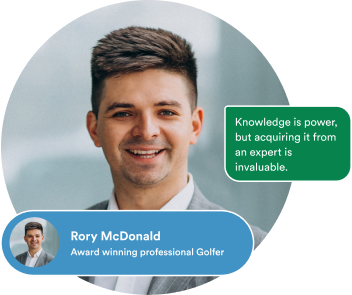 Knowledge is power,
but acquiring it from
an expert is
invaluable.
Rory McDonald
Award winning professional Golfer